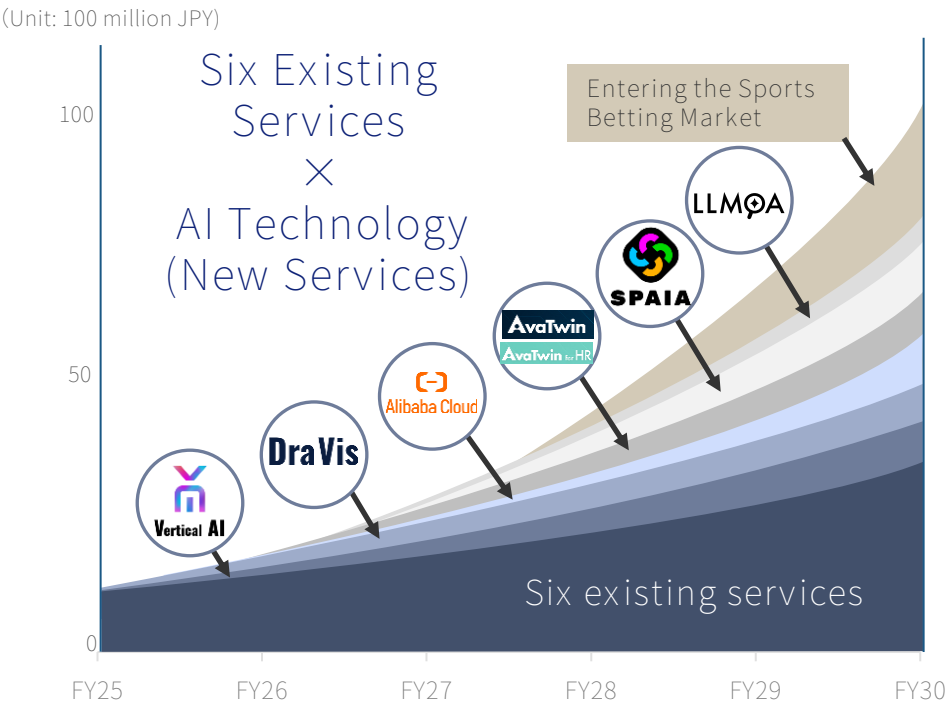 (Unit: 100 million JPY)
Six Existing
Services
×
AI Technology
(New Services)
Entering the Sports
Betting Market
100
50
0
LLMOA
SPAIA
AvaTwin
AvaTwin for HR
Alibaba Cloud
DraVis
Vertical AI
Six existing services
FY25
FY26
FY27
FY28
FY29
FY30